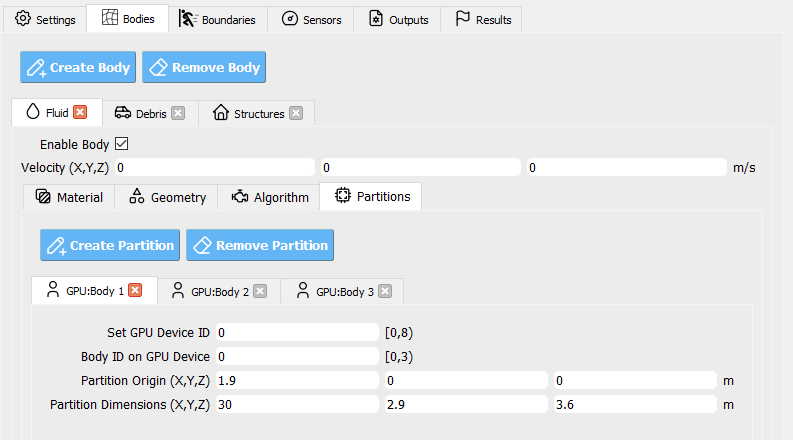 Settings Bodies Boundaries Sensors Outputs Results
Create Body Remove Body
Fluid Debris Structures
Enable Body
Velocity (X,Y,Z) 0 0 0 m/s
Material Geometry Algorithm Partitions
Create Partition Remove Partition
GPU:Body 1 GPU:Body 2 GPU:Body 3
Set GPU Device ID 0 [0,8)
Body ID on GPU Device 0 [0,3)
Partition Origin (X,Y,Z) 1.9 0 0 m
Partition Dimensions (X,Y,Z) 30 2.9 3.6 m